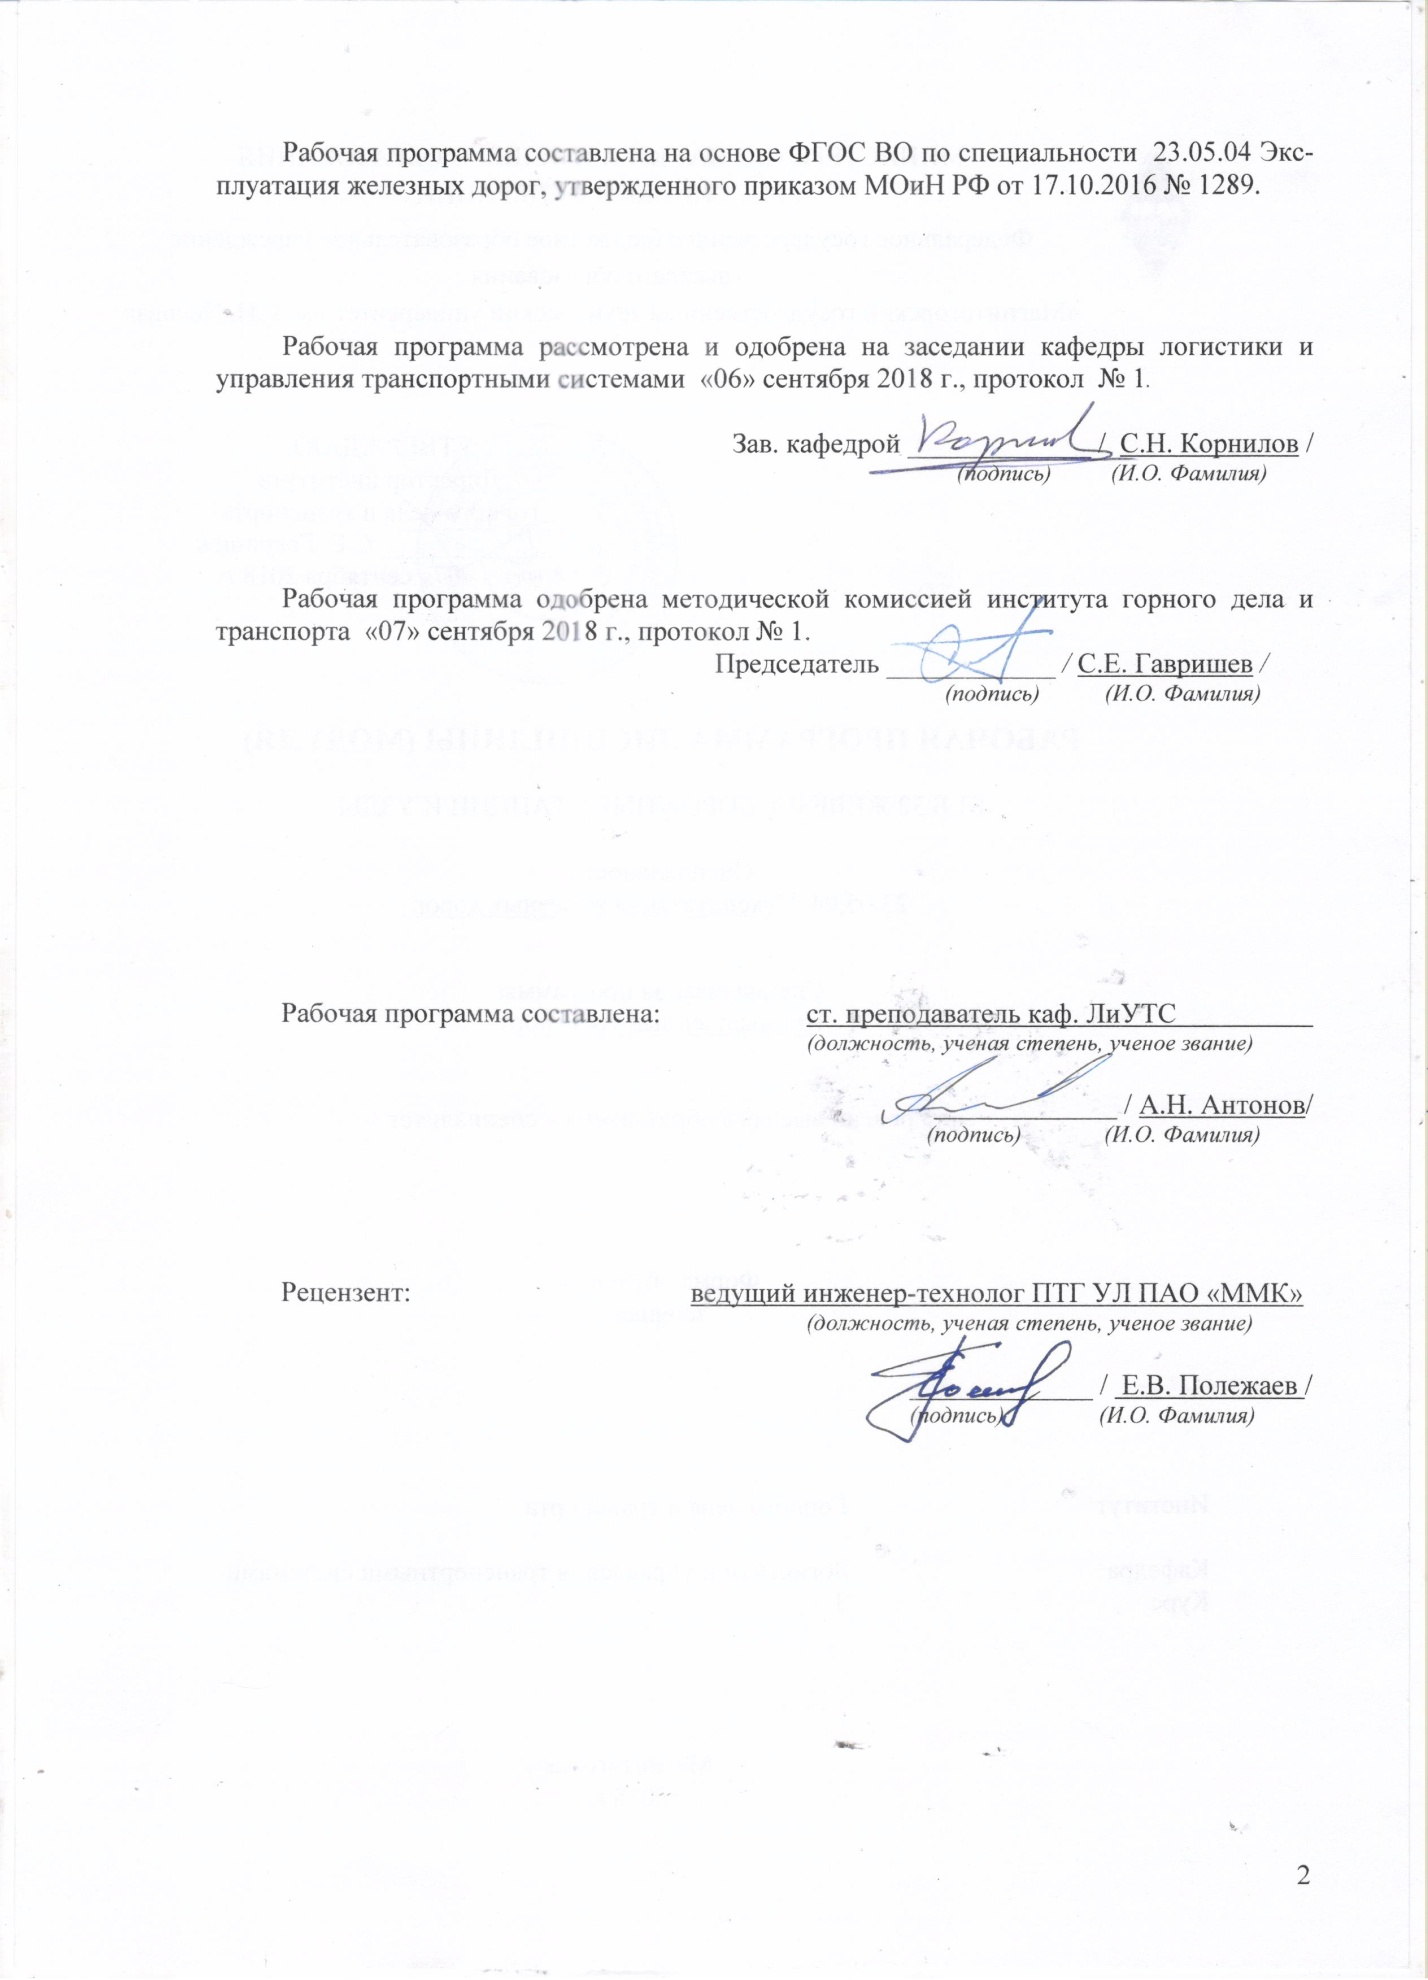 Рабочая программа составлена на основе ФГОС ВО по специальности 23.05.04 Экс-
плуатация железных дорог, утвержденного приказом МОиН РФ от 17.10.2016 № 1289.
Рабочая программа рассмотрена и одобрена на заседании кафедры логистики и
управления транспортными системами «06» сентября 2018 г., протокол № 1.
Зав. кафедрой ______________ / С.Н. Корнилов /
(подпись) (И.О. Фамилия)
Рабочая программа одобрена методической комиссией института горного дела и
транспорта «07» сентября 2018 г., протокол № 1.
Председатель ____________ / С.Е. Гавришев /
(подпись) (И.О. Фамилия)
Рабочая программа составлена: ст. преподаватель каф. ЛиУТС
(должность, ученая степень, ученое звание)
_____________ / А.Н. Антонов/
(подпись) (И.О. Фамилия)
Рецензент: ведущий инженер-технолог ПТГ УЛ ПАО «ММК»
(должность, ученая степень, ученое звание)
_____________ / Е.В. Полежаев /
(подпись) (И.О. Фамилия)
2